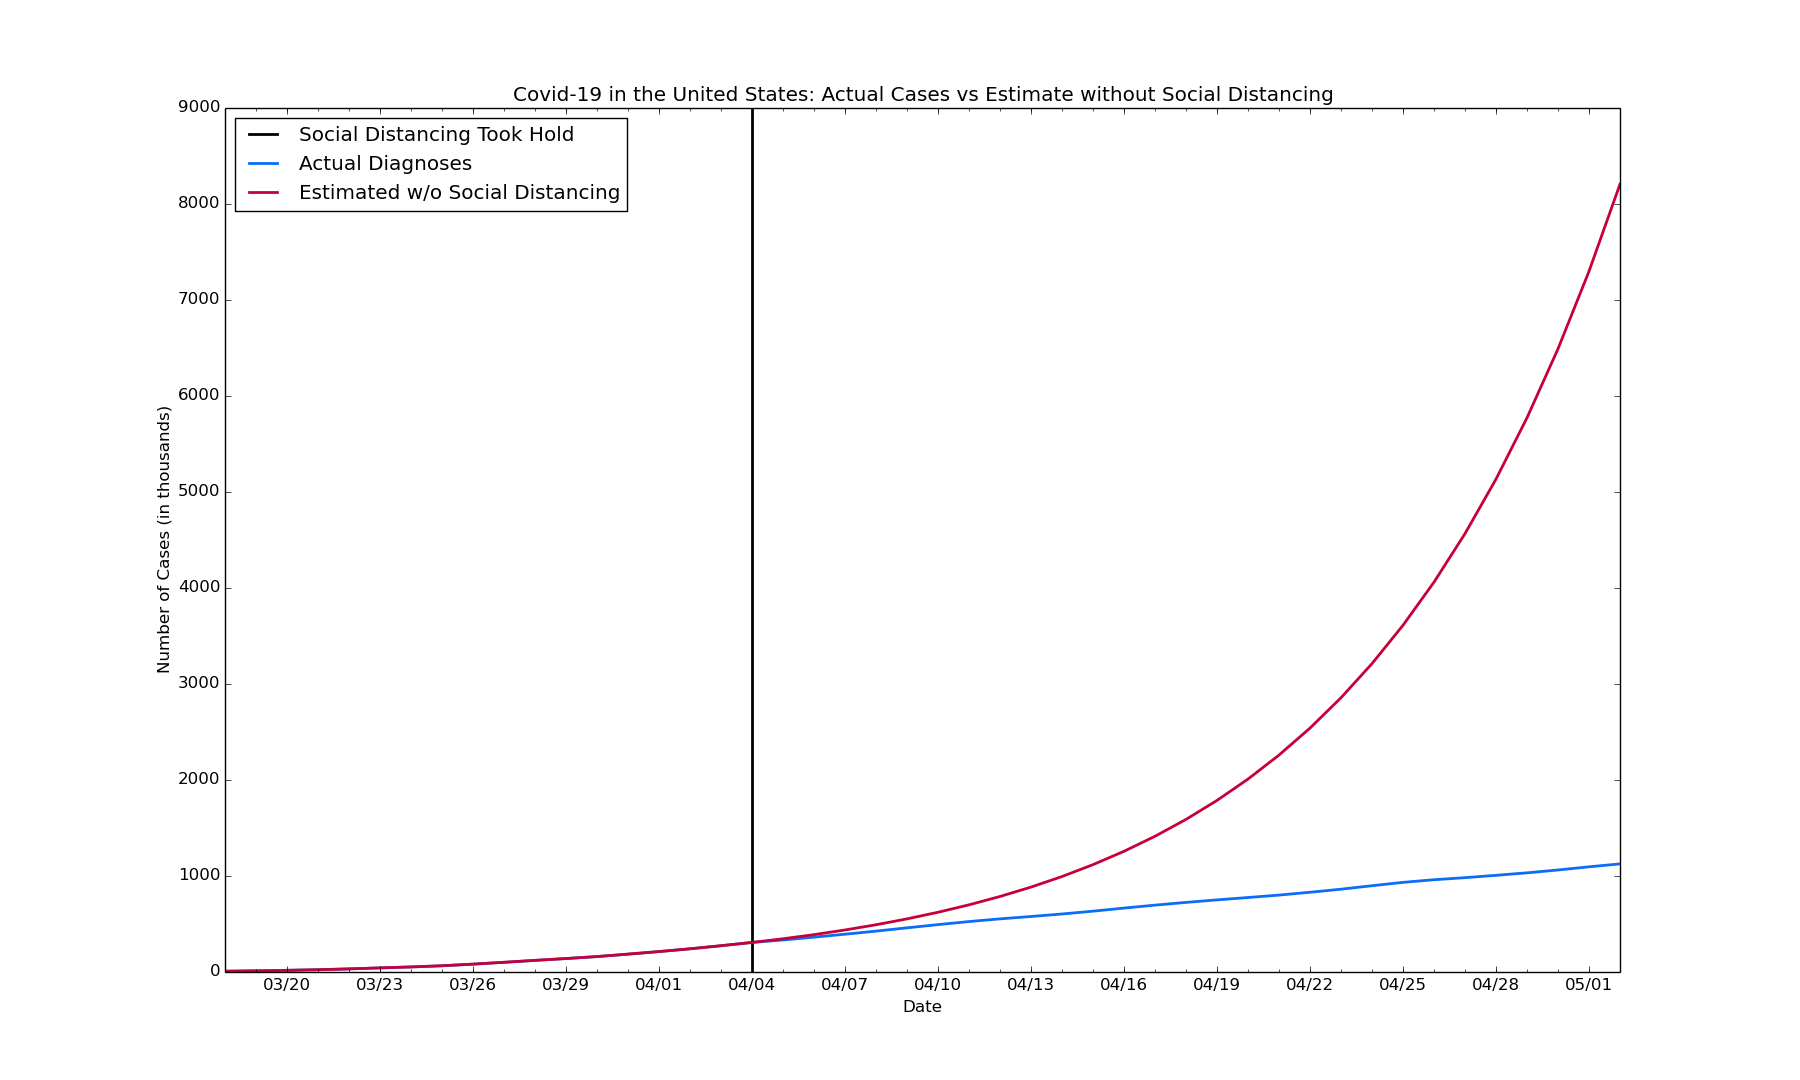 Covid-19 in the United States: Actual Cases vs Estimate without Social Distancing
Social Distancing Took Hold
Actual Diagnoses
Estimated w/o Social Distancing
9000
8000
7000
6000
5000
4000
3000
2000
1000
0
Number of Cases (in thousands)
03/20 03/23 03/26 03/29 04/01 04/04 04/07 04/10 04/13 04/16 04/19 04/22 04/25 04/28 05/01
Date